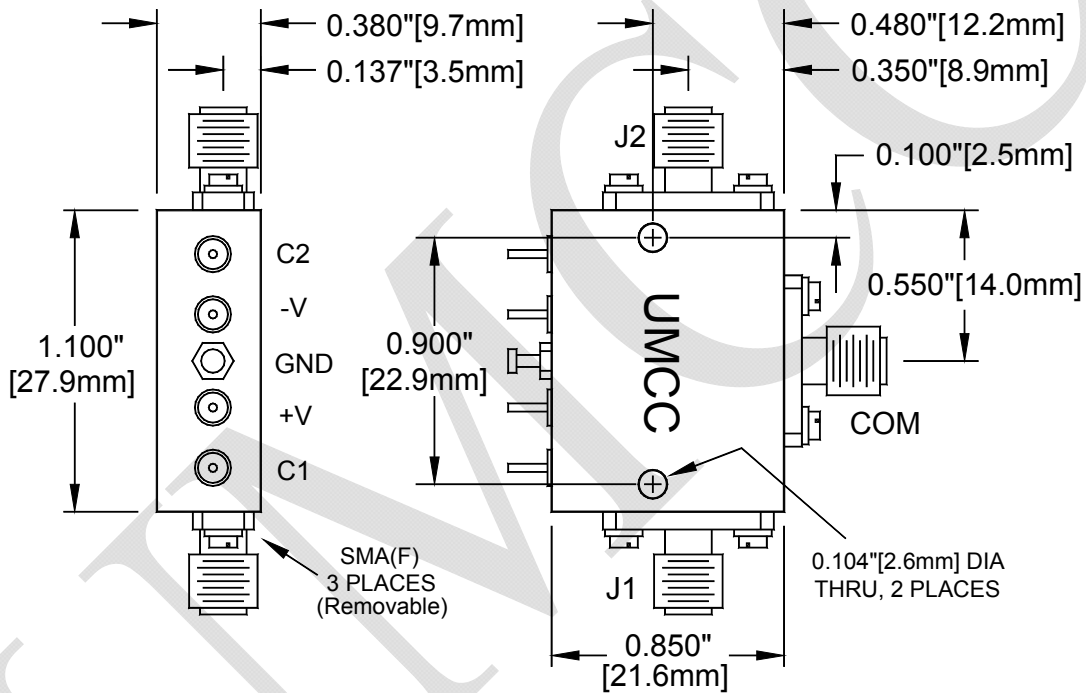 0.380"[9.7mm]
0.137"[3.5mm]
0.480"[12.2mm]
0.350"[8.9mm]
J2
0.100"[2.5mm]
C2
-V
GND
+V
C1
1.100"
[27.9mm]
0.900"
[22.9mm]
UMCC
0.550"[14.0mm]
COM
SMA(F)
3 PLACES
(Removable)
J1
0.104"[2.6mm] DIA
THRU, 2 PLACES
0.850"
[21.6mm]
UMCC